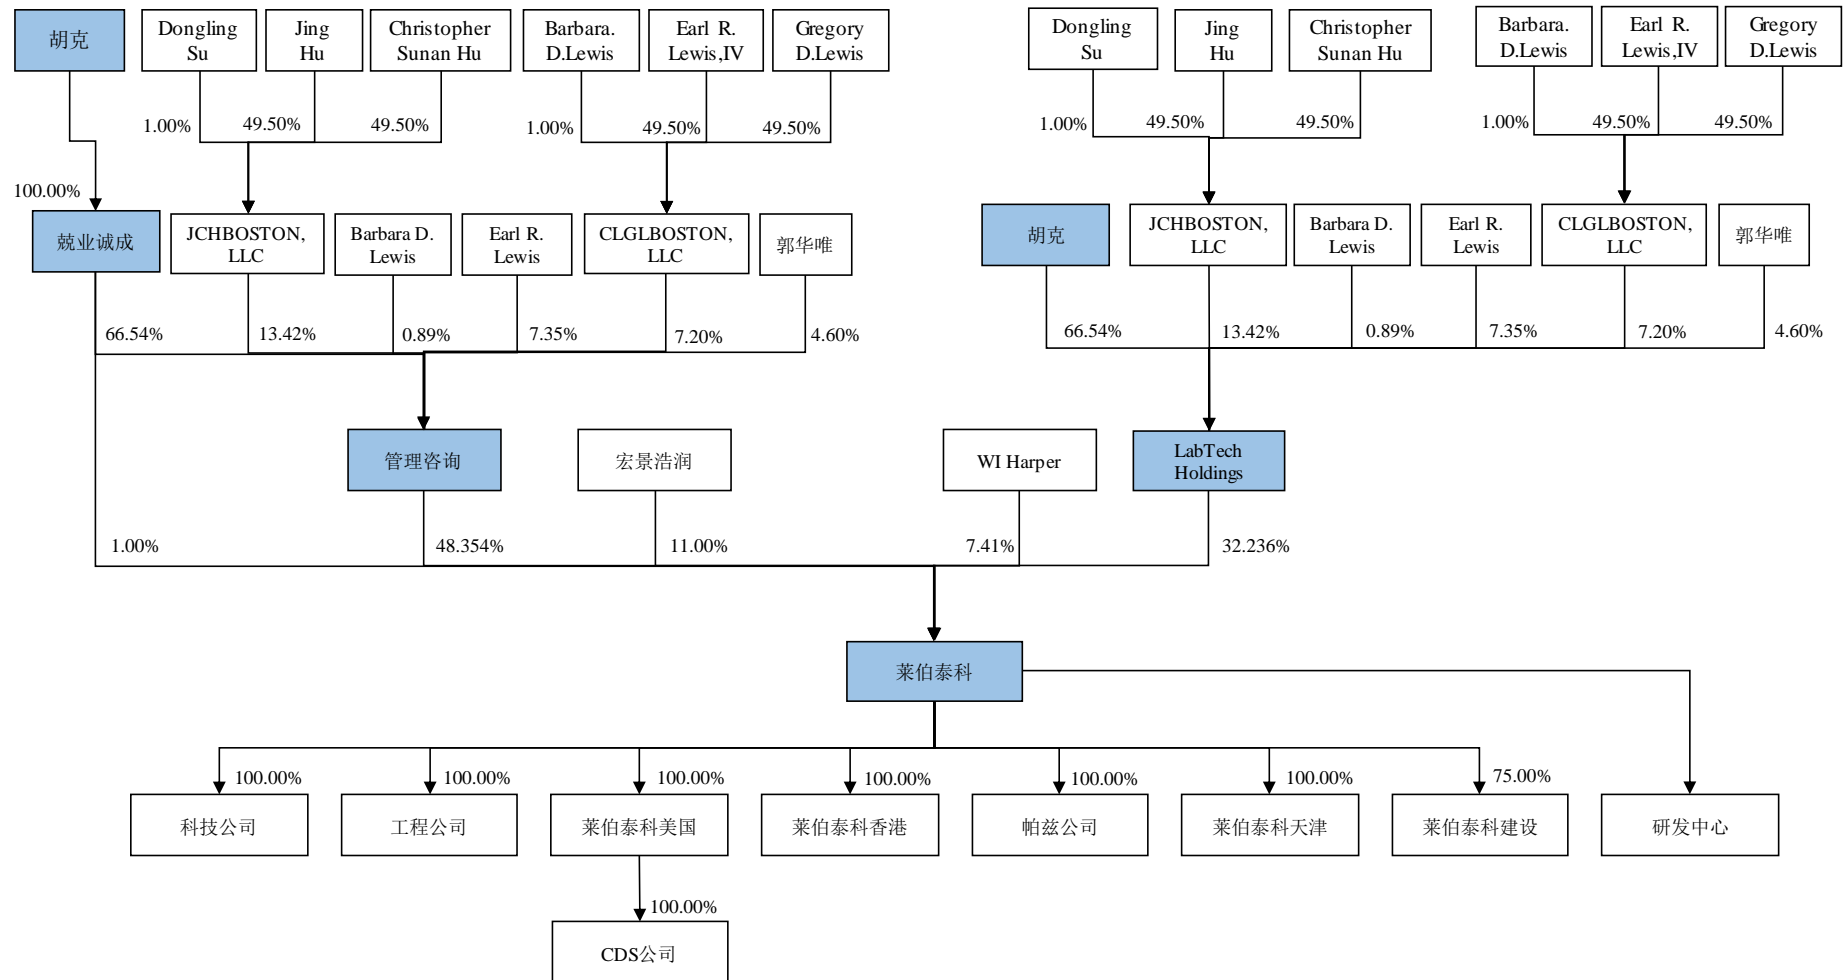 胡克
Dongling
Su
Jing
Hu
Christopher
Sunan Hu
Barbara.
D.Lewis
Earl R.
Lewis,IV
Gregory
D.Lewis
Dongling
Su
Jing
Hu
Christopher
Sunan Hu
Barbara.
D.Lewis
Earl R.
Lewis,IV
Gregory
D.Lewis
1.00%
49.50%
49.50%
1.00%
49.50%
49.50%
1.00%
49.50%
49.50%
1.00%
49.50%
49.50%
100.00%
兢业诚成
JCHBOSTON,
LLC
Barbara D.
Lewis
Earl R.
Lewis
CLGLBOSTON,
LLC
郭华唯
胡克
JCHBOSTON,
LLC
Barbara D.
Lewis
Earl R.
Lewis
CLGLBOSTON,
LLC
郭华唯
66.54%
13.42%
0.89%
7.35%
7.20%
4.60%
66.54%
13.42%
0.89%
7.35%
7.20%
4.60%
管理咨询
宏景浩润
WI Harper
LabTech
Holdings
1.00%
48.354%
11.00%
7.41%
32.236%
莱伯泰科
100.00%
100.00%
100.00%
100.00%
100.00%
100.00%
75.00%
科技公司
工程公司
莱伯泰科美国
莱伯泰科香港
帕兹公司
莱伯泰科天津
莱伯泰科建设
研发中心
100.00%
CDS公司